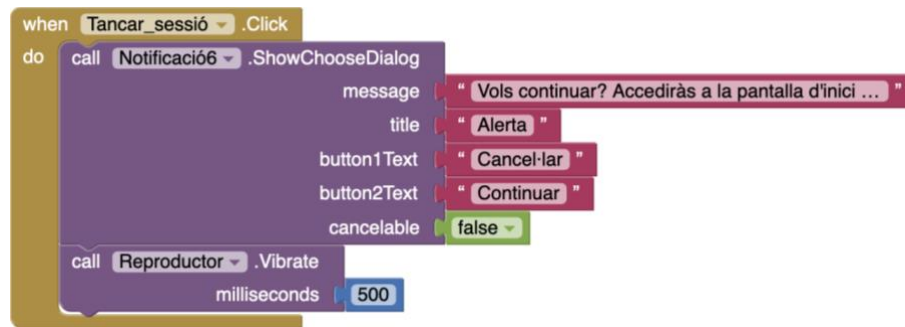 when Tancar_sessió .Click
do call Notificació6 .ShowChooseDialog
message " Vols continuar? Accediràs a la pantalla d'inici ... "
title " Alerta "
button1Text " Cancel·lar "
button2Text " Continuar "
cancelable false
call Reproductor .Vibrate
milliseconds 500